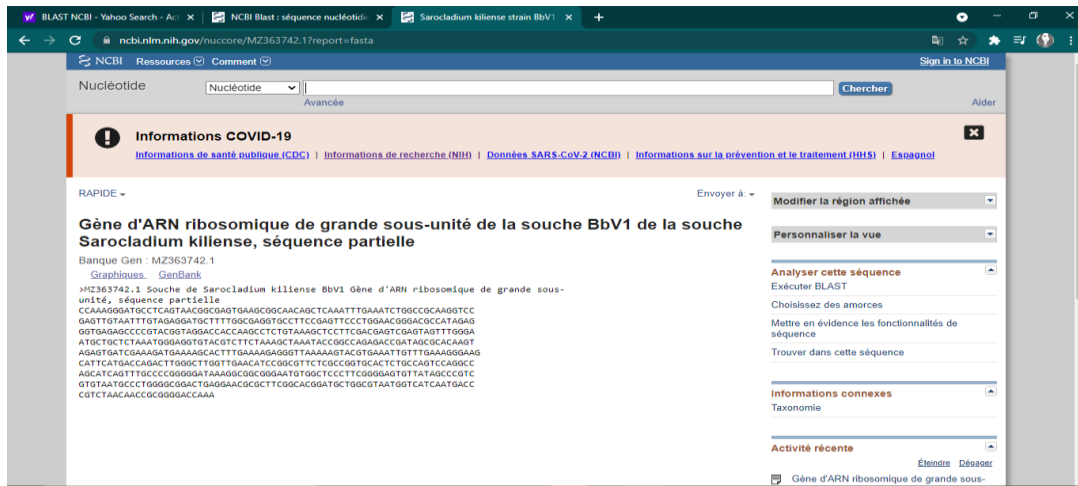 BLAST NCBI - Yahoo Search - Act
NCBI Blast : séquence nucléotidi
Sarocladium kiliense strain BbV1
ncbi.nlm.nih.gov/nuccore/MZ363742.1?report=fasta
NCBI Ressources Comment Sign in to NCBI
Nucléotide Nucléotide Chercher
Avancée Aider
Informations COVID-19
Informations de santé publique (CDC) | Informations de recherche (NIH) | Données SARS-CoV-2 (NCBI) | Informations sur la prévention et le traitement (HHS) | Espagnol
RAPIDE Envoyer à:
Gène d'ARN ribosomique de grande sous-unité de la souche BbV1 de la souche
Sarocladium kiliense, séquence partielle
Banque Gen : MZ363742.1
Graphiques GenBank
>MZ363742.1 Souche de Sarocladium kiliense BbV1 Gène d'ARN ribosomique de grande sous-
unité, séquence partielle
CCAAAGGGATGCCTCAGTAACGGCGAGTGAAGCGGCAACAGCTCAAATTTGAAATCTGGCCGCAAGGTCC
GAGTTGTAATTTGTAGAGGATGCTTTTGGCGAGGTGCCTTCCGAGTTCCCTGGAACGGGACGCCATAGAG
GGTGAGAGCCCCGTACGGTAGGACCACCAAGCCTCTGTAAAGCTCCTTCGACGAGTCGAGTAGTTTGGGA
ATGCTGCTCTAAATGGGAGGTGTACGTCTTCTAAAGCTAAATACCGGCCAGAGACCGATAGCGCACAAGT
AGAGTGATCGAAAGATGAAAAGCACTTTGAAAAGAGGGTTAAAAAGTACGTGAAATTGTTTGAAAGGGAAG
CATTCATGACCAGACTTGGGCTTGGTTGAACATCCGGCGTTCTCGCCGGTGCACTCTGCCAGTCCAGGCC
AGCATCAGTTTGCCCCGGGGGATAAAGGCGGCGGGAATGTGGCTCCCTTCGGGGAGTGTTATAGCCCGTC
GTGTAATGCCCTGGGGCGGACTGAGGAACGCGCTTCGGCACGGATGCTGGCGTAATGGTCATCAATGACC
CGTCTAACAACCGCGGGGACCAAA
Modifier la région affichée
Personnaliser la vue
Analyser cette séquence
Exécuter BLAST
Choisissez des amorces
Mettre en évidence les fonctionnalités de
séquence
Trouver dans cette séquence
Informations connexes
Taxonomie
Activité récente
Éteindre Dégager
Gène d'ARN ribosomique de grande sous-